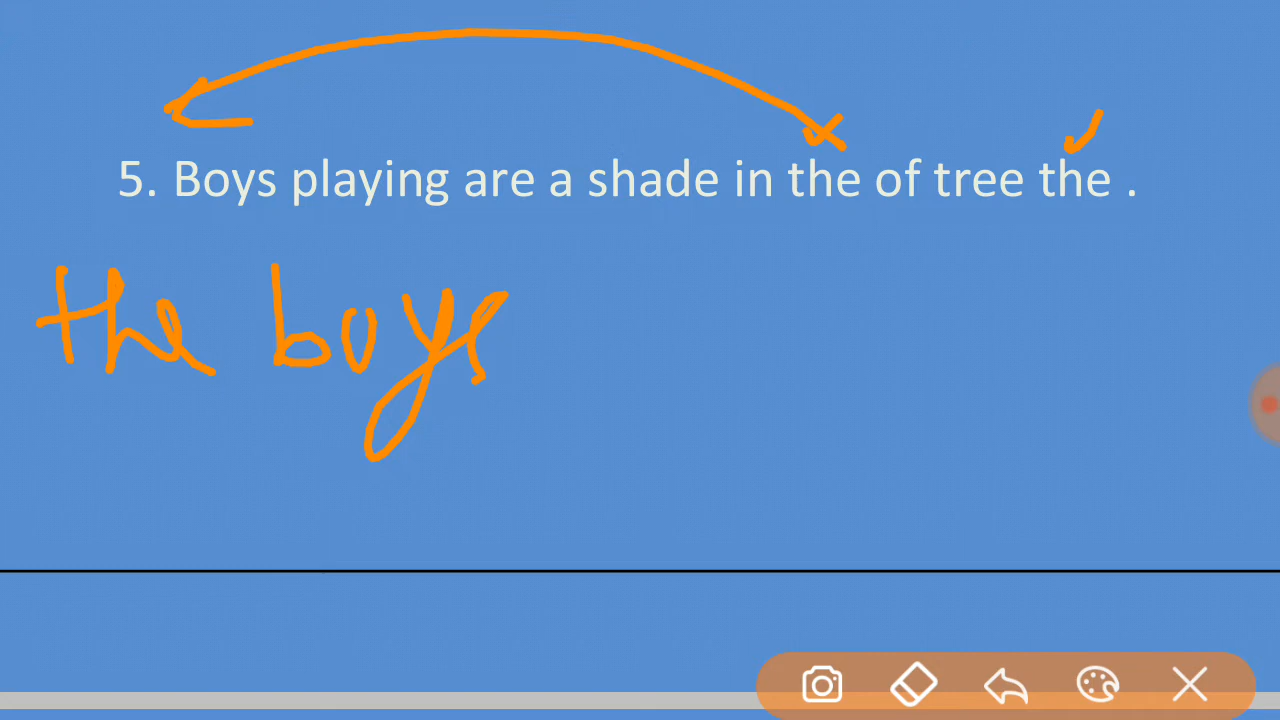 5. Boys playing are a shade in the of tree the .
the boys